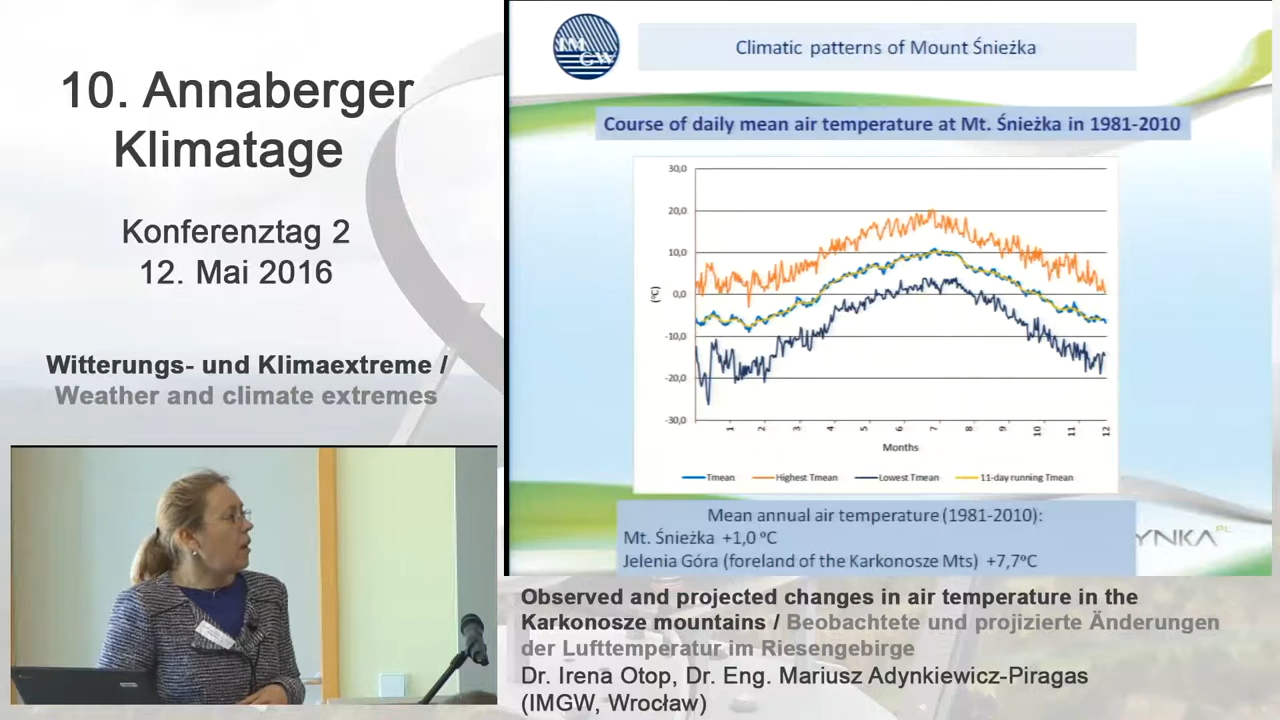 10. Annaberger
Klimatage
Konferenztag 2
12. Mai 2016
Witterungs- und Klimaextreme /
Weather and climate extremes
IM
GW
Climatic patterns of Mount Śnieżka
Course of daily mean air temperature at Mt. Śnieżka in 1981-2010
30,0
20,0
10,0
0,0
-10,0
-20,0
-30,0
(°C)
1 2 3 4 5 6 7 8 9 10 11 12
Months
Tmean Highest Tmean Lowest Tmean 11-day running Tmean
Mean annual air temperature (1981-2010):
Mt. Śnieżka +1,0 °C
Jelenia Góra (foreland of the Karkonosze Mts) +7,7°C
YNKA PL
Observed and projected changes in air temperature in the
Karkonosze mountains / Beobachtete und projizierte Änderungen
der Lufttemperatur im Riesengebirge
Dr. Irena Otop, Dr. Eng. Mariusz Adynkiewicz-Piragas
(IMGW, Wrocław)